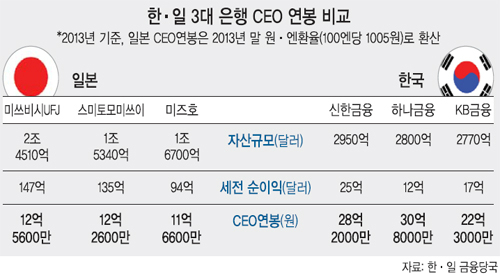 한·일 3대 은행 CEO 연봉 비교
*2013년 기준, 일본 CEO연봉은 2013년 말 원·엔환율(100엔당 1005원)로 환산
일본 한국
미쓰비시UFJ 스미토모미쓰이 미즈호 신한금융 하나금융 KB금융
2조 1조 1조 자산규모(달러) 2950억 2800억 2770억
4510억 5340억 6700억
147억 135억 94억 세전 순이익(달러) 25억 12억 17억
12억 12억 11억 CEO연봉(원) 28억 30억 22억
5600만 2600만 6600만 2000만 8000만 3000만
자료: 한·일 금융당국